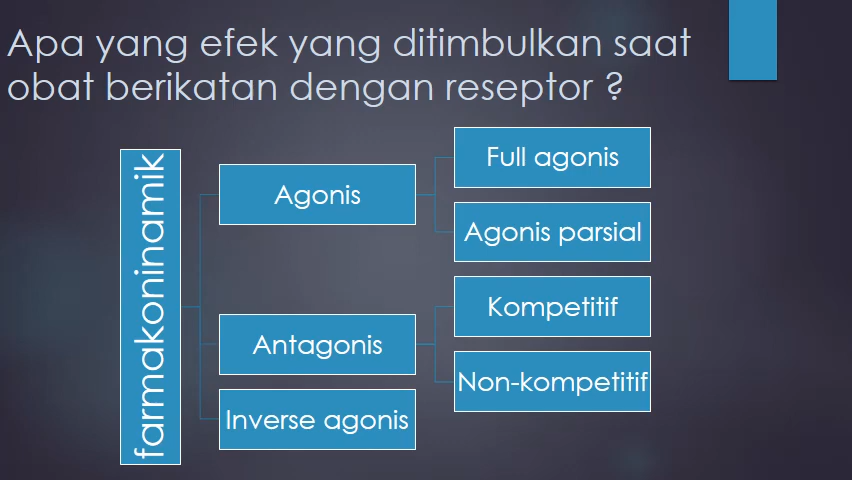 Apa yang efek yang ditimbulkan saat
obat berikatan dengan reseptor ?
farmakoninamik
Agonis
Full agonis
Agonis parsial
Antagonis
Kompetitif
Non-kompetitif
Inverse agonis